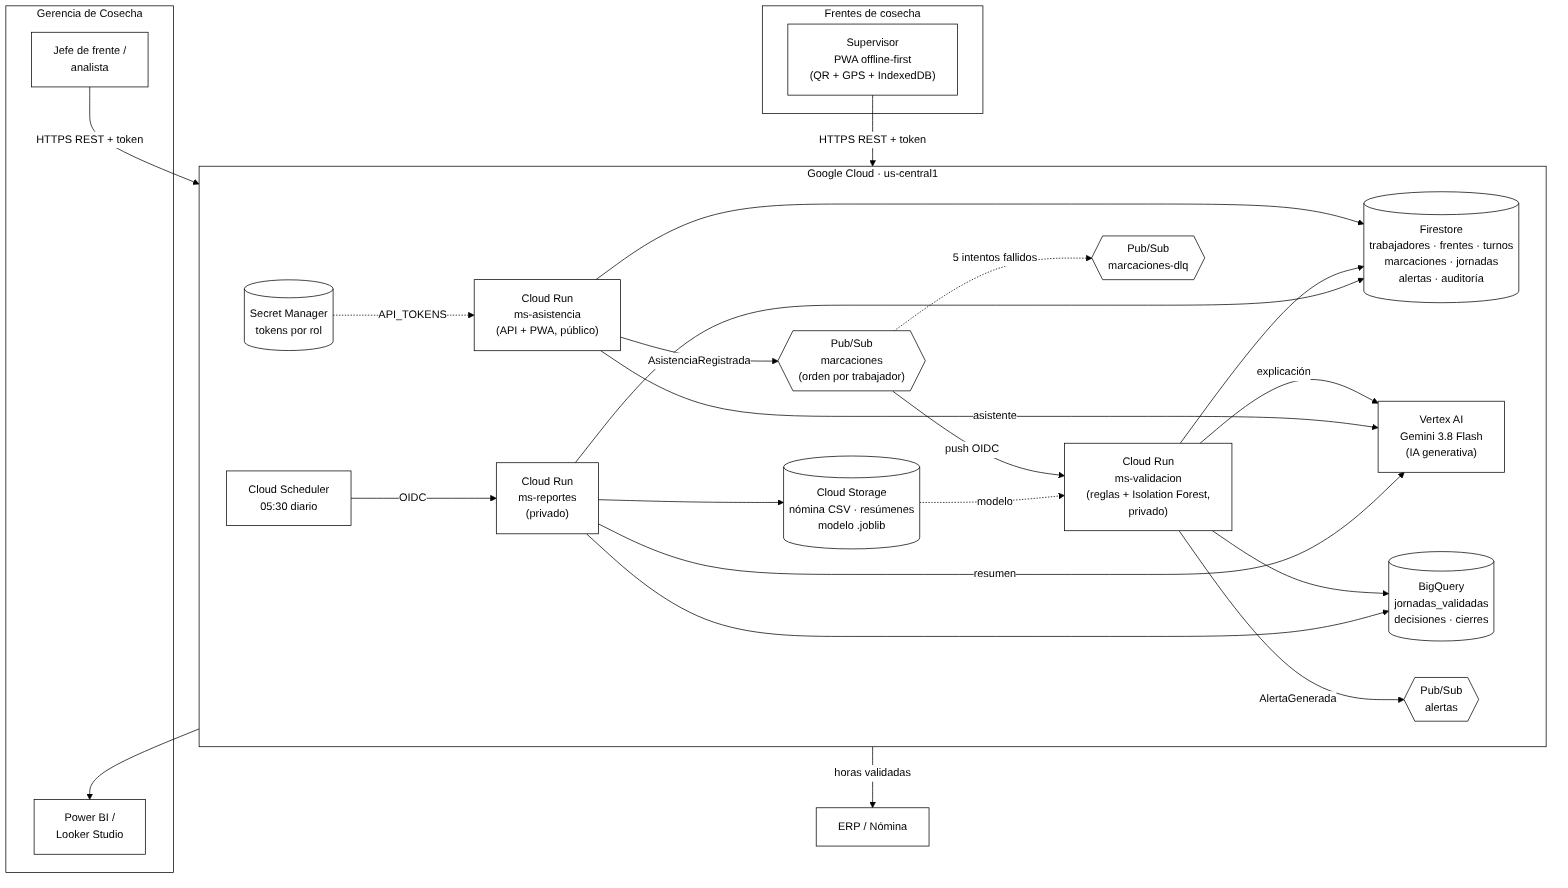 Gerencia de Cosecha
Jefe de frente /
analista
HTTPS REST + token
Frentes de cosecha
Supervisor
PWA offline-first
(QR + GPS + IndexedDB)
HTTPS REST + token
Google Cloud · us-central1
Firestore
trabajadores · frentes · turnos
marcaciones · jornadas
alertas · auditoría
Pub/Sub
marcaciones-dlq
5 intentos fallidos
Secret Manager
tokens por rol
API_TOKENS
Cloud Run
ms-asistencia
(API + PWA, público)
AsistenciaRegistrada
Pub/Sub
marcaciones
(orden por trabajador)
explicación
asistente
Vertex AI
Gemini 3.8 Flash
(IA generativa)
push OIDC
Cloud Scheduler
05:30 diario
OIDC
Cloud Run
ms-reportes
(privado)
Cloud Storage
nómina CSV · resúmenes
modelo .joblib
modelo
Cloud Run
ms-validacion
(reglas + Isolation Forest,
privado)
resumen
BigQuery
jornadas_validadas
decisiones · cierres
AlertaGenerada
Pub/Sub
alertas
horas validadas
Power BI /
Looker Studio
ERP / Nómina